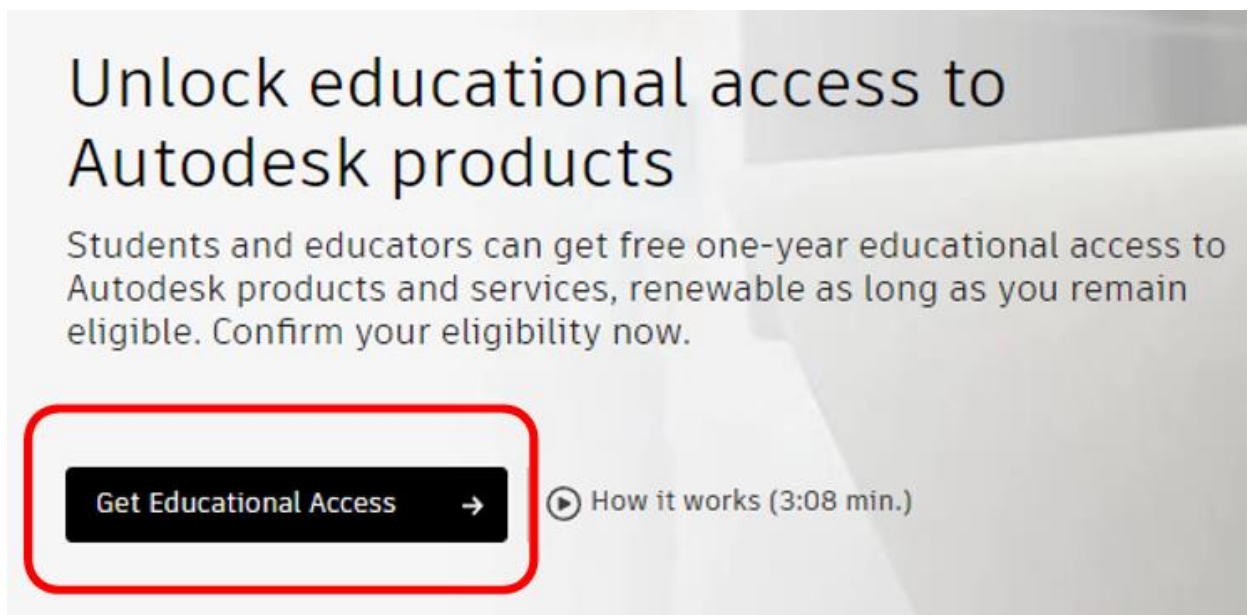 Unlock educational access to
Autodesk products
Students and educators can get free one-year educational access to
Autodesk products and services, renewable as long as you remain
eligible. Confirm your eligibility now.
Get Educational Access → How it works (3:08 min.)